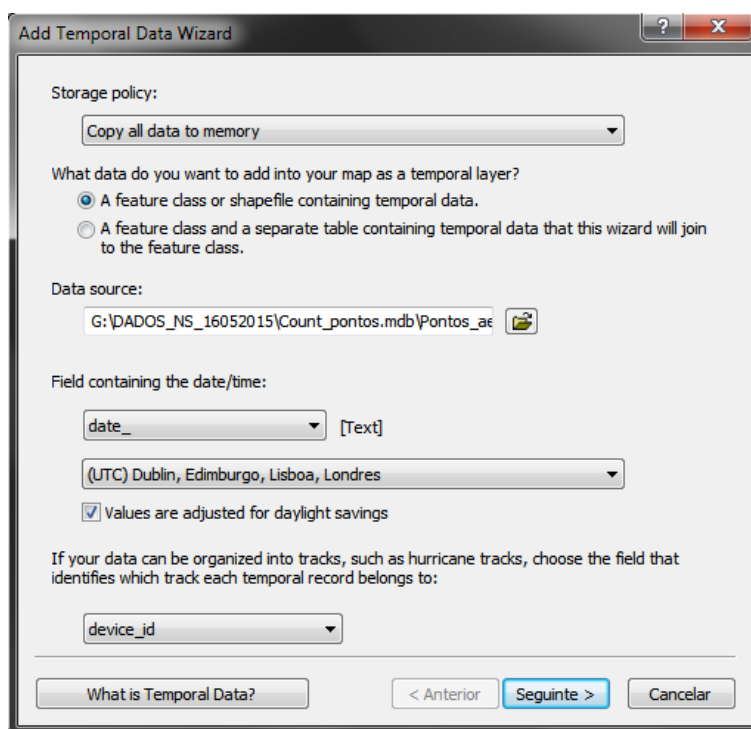 Add Temporal Data Wizard
?
X
Storage policy:
Copy all data to memory
What data do you want to add into your map as a temporal layer?
A feature class or shapefile containing temporal data.
A feature class and a separate table containing temporal data that this wizard will join
to the feature class.
Data source:
G:\DADOS_NS_16052015\Count_pontos.mdb\Pontos_ae
Field containing the date/time:
date_ [Text]
(UTC) Dublin, Edimburgo, Lisboa, Londres
Values are adjusted for daylight savings
If your data can be organized into tracks, such as hurricane tracks, choose the field that
identifies which track each temporal record belongs to:
device_id
What is Temporal Data? < Anterior Seguinte > Cancelar